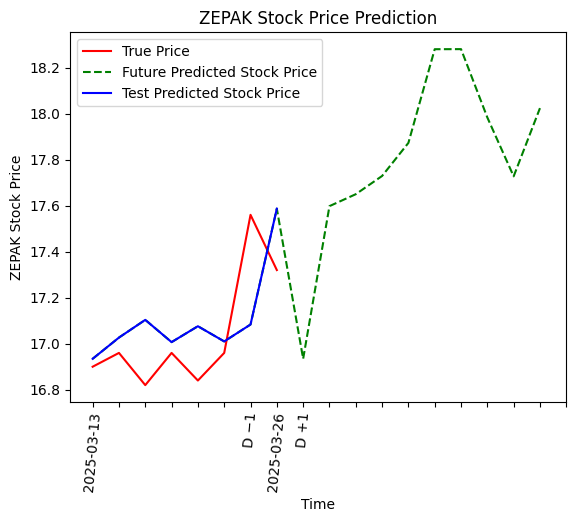 ZEPAK Stock Price Prediction
True Price
Future Predicted Stock Price
Test Predicted Stock Price
ZEPAK Stock Price
18.2
18.0
17.8
17.6
17.4
17.2
17.0
16.8
2025-03-13
D −1
2025-03-26
D +1
Time